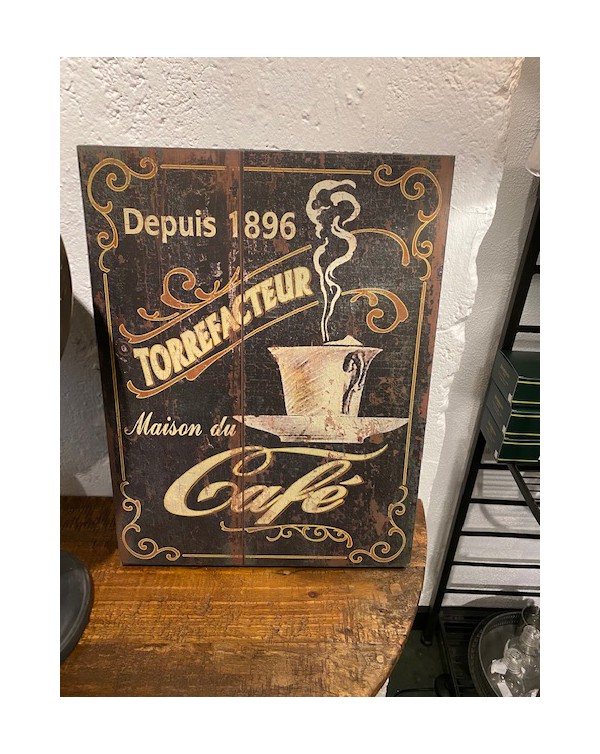 Depuis 1896
TORREFACTEUR
Maison du
Café